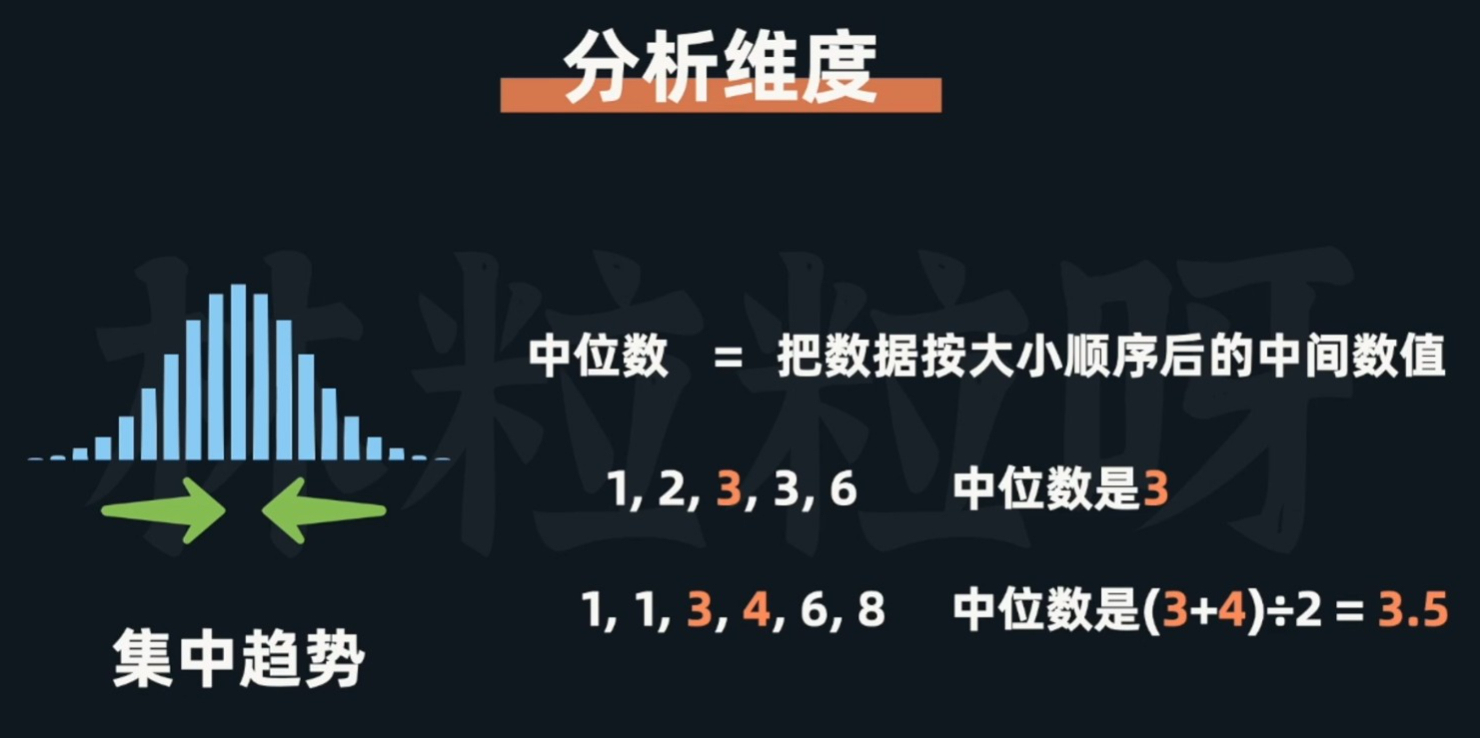 分析维度
林粒粒呀
中位数 = 把数据按大小顺序后的中间数值
1, 2, 3, 3, 6 中位数是3
1, 1, 3, 4, 6, 8 中位数是(3+4)÷2 = 3.5
集中趋势